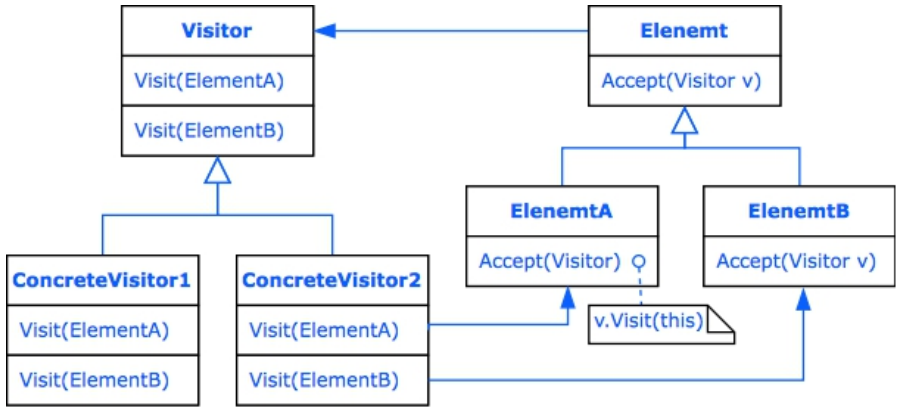 Visitor
Visit(ElementA)
Visit(ElementB)
Elenemt
Accept(Visitor v)
ElenemtA
Accept(Visitor)
ElenemtB
Accept(Visitor v)
v.Visit(this)
ConcreteVisitor1
Visit(ElementA)
Visit(ElementB)
ConcreteVisitor2
Visit(ElementA)
Visit(ElementB)